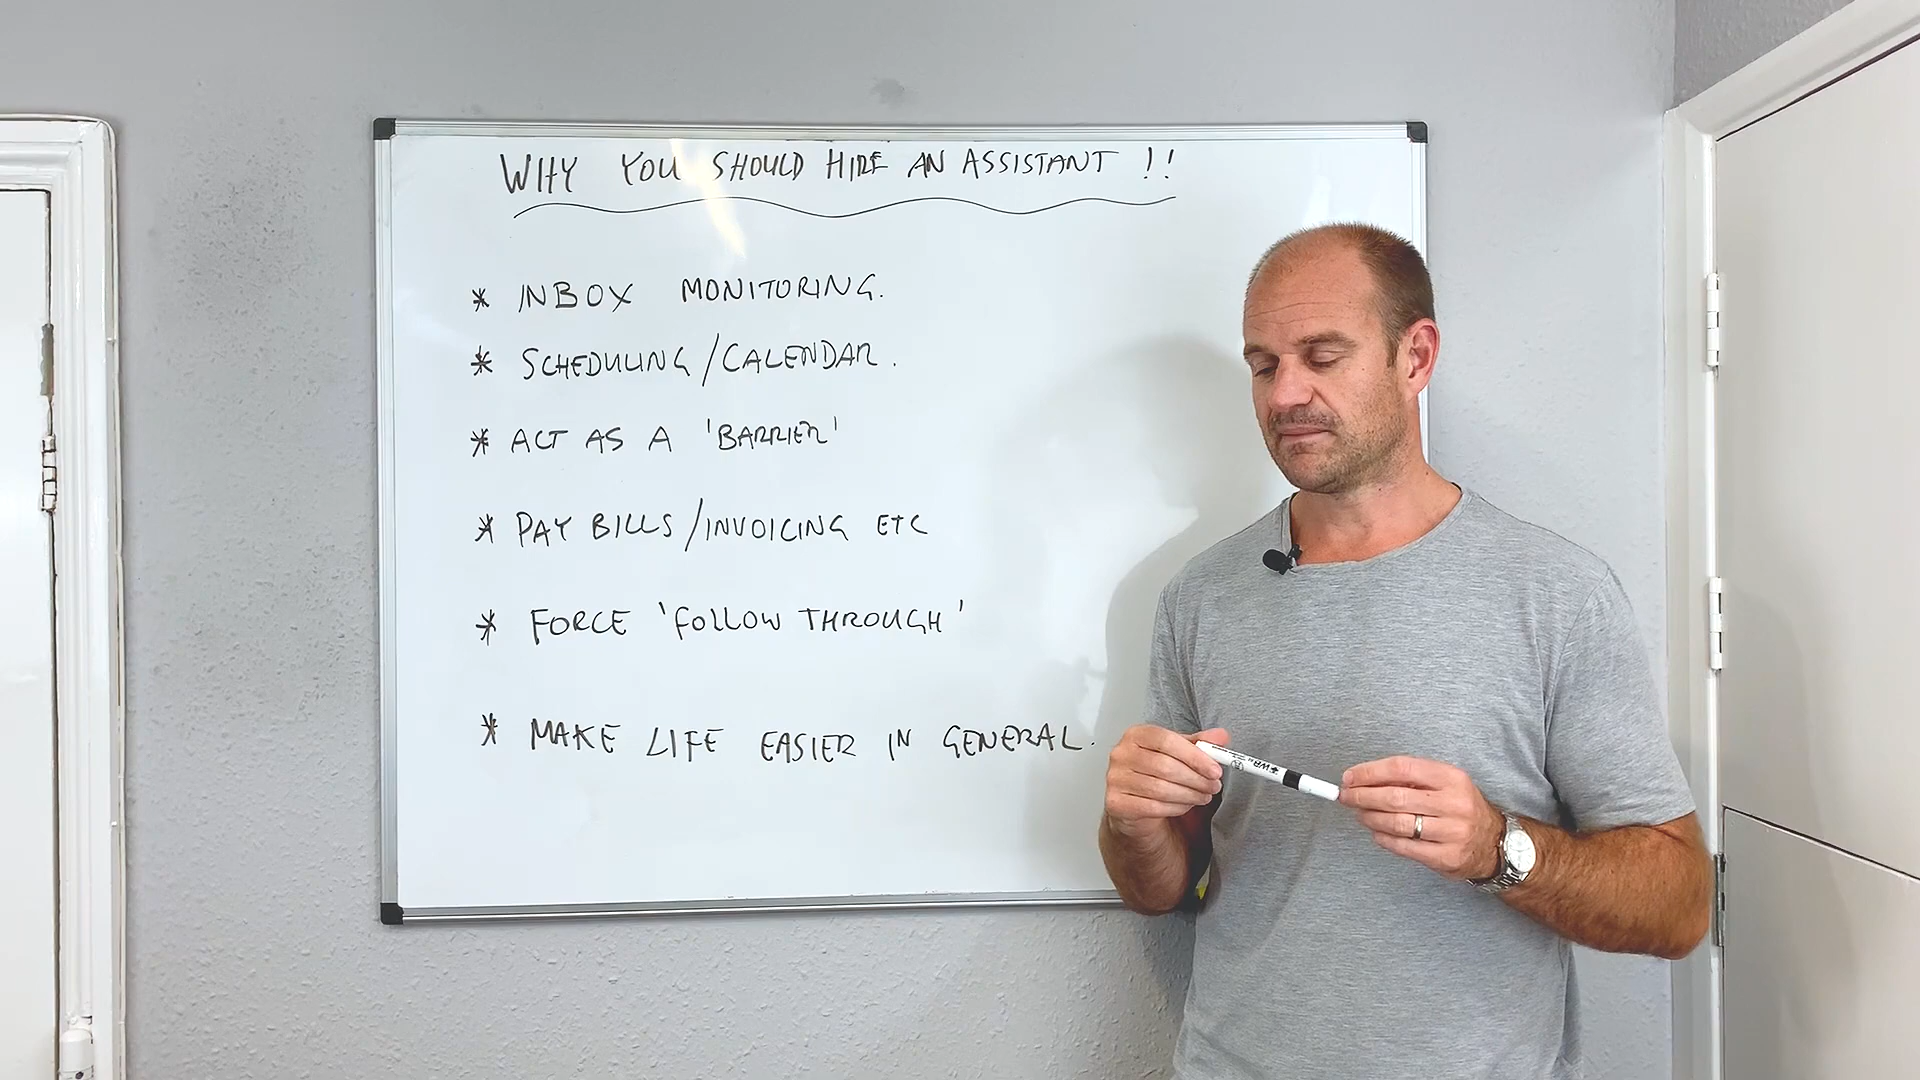 WHY YOU SHOULD HIRE AN ASSISTANT !!
* INBOX MONITORING.
* SCHEDULING/CALENDAR.
* ACT AS A 'BARRIER'
* PAY BILLS/INVOICING ETC
* FORCE 'FOLLOW THROUGH'
* MAKE LIFE EASIER IN GENERAL.